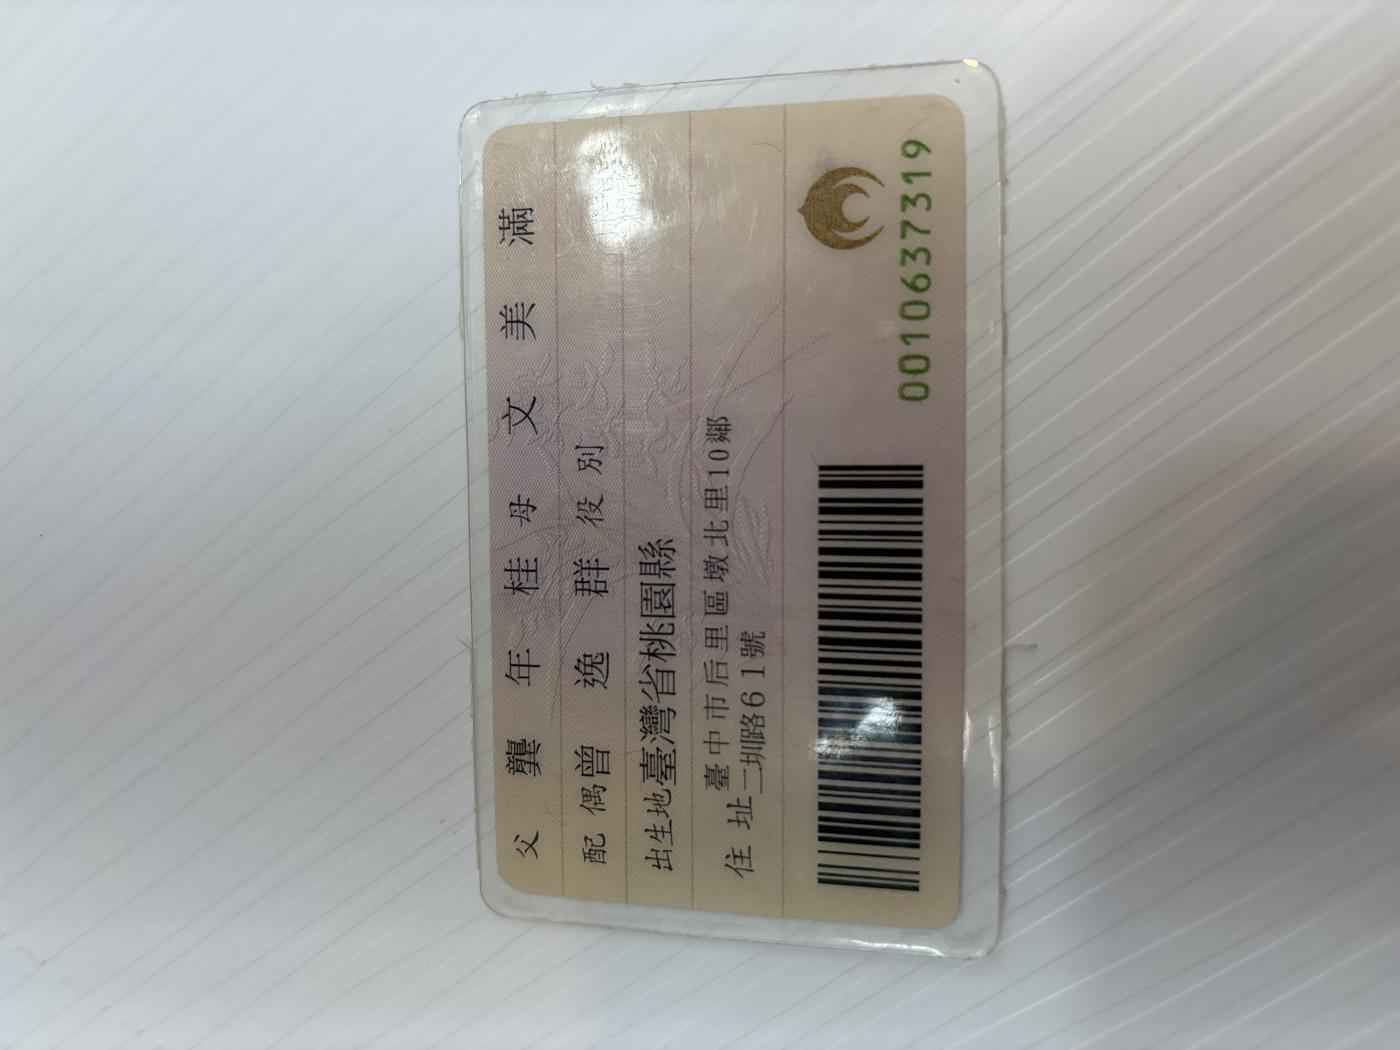 父 龔年桂 母 文美滿
配偶 曾逸群 役別
出生地 臺灣省桃園縣
住址 臺中市后里區墩北里10鄰
二圳路61號
0010637319